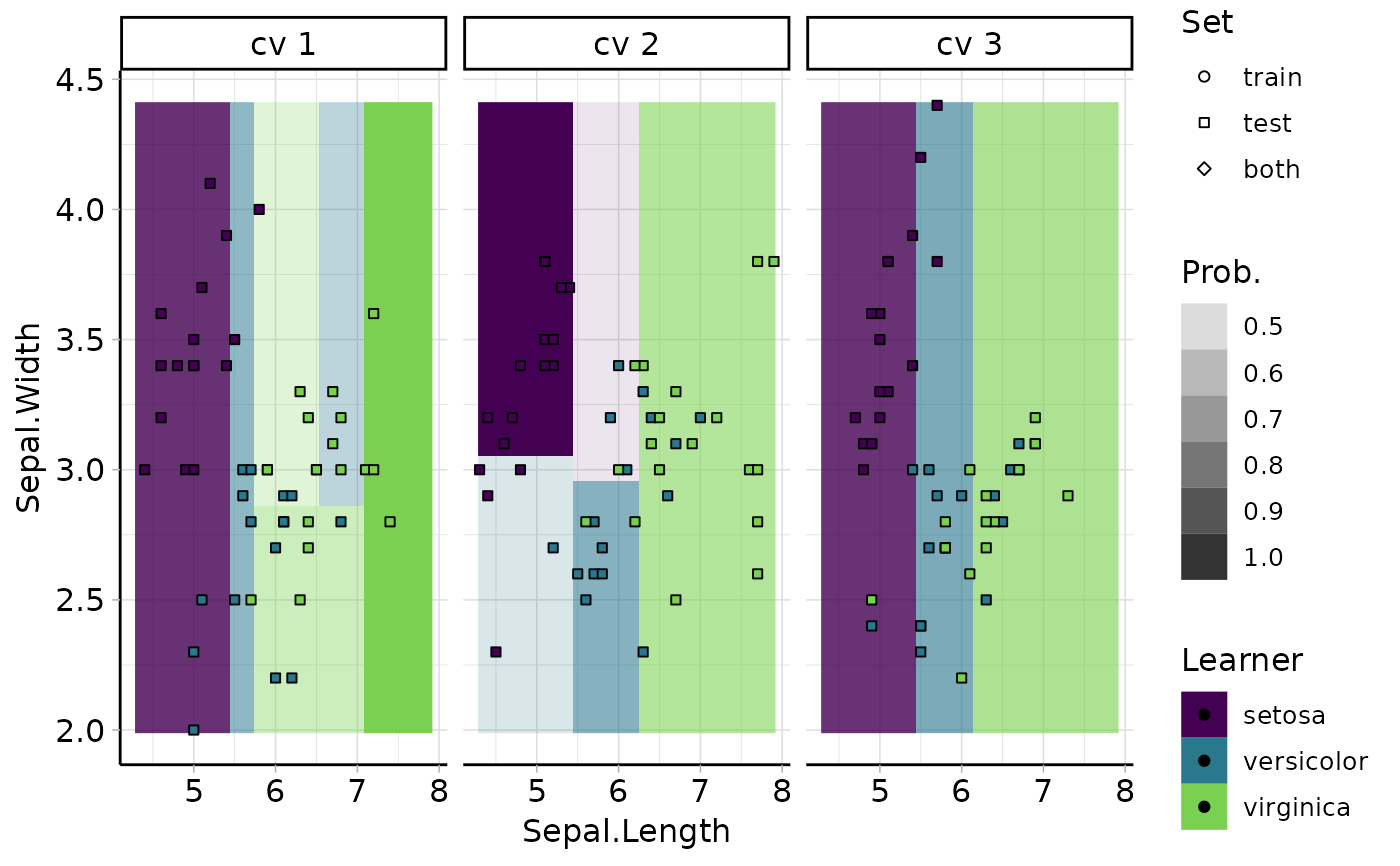 cv 1
cv 2
cv 3
4.5
4.0
3.5
3.0
2.5
2.0
Sepal.Width
5 6 7 8
5 6 7 8
5 6 7 8
Sepal.Length
Set
train
test
both
Prob.
0.5
0.6
0.7
0.8
0.9
1.0
Learner
setosa
versicolor
virginica